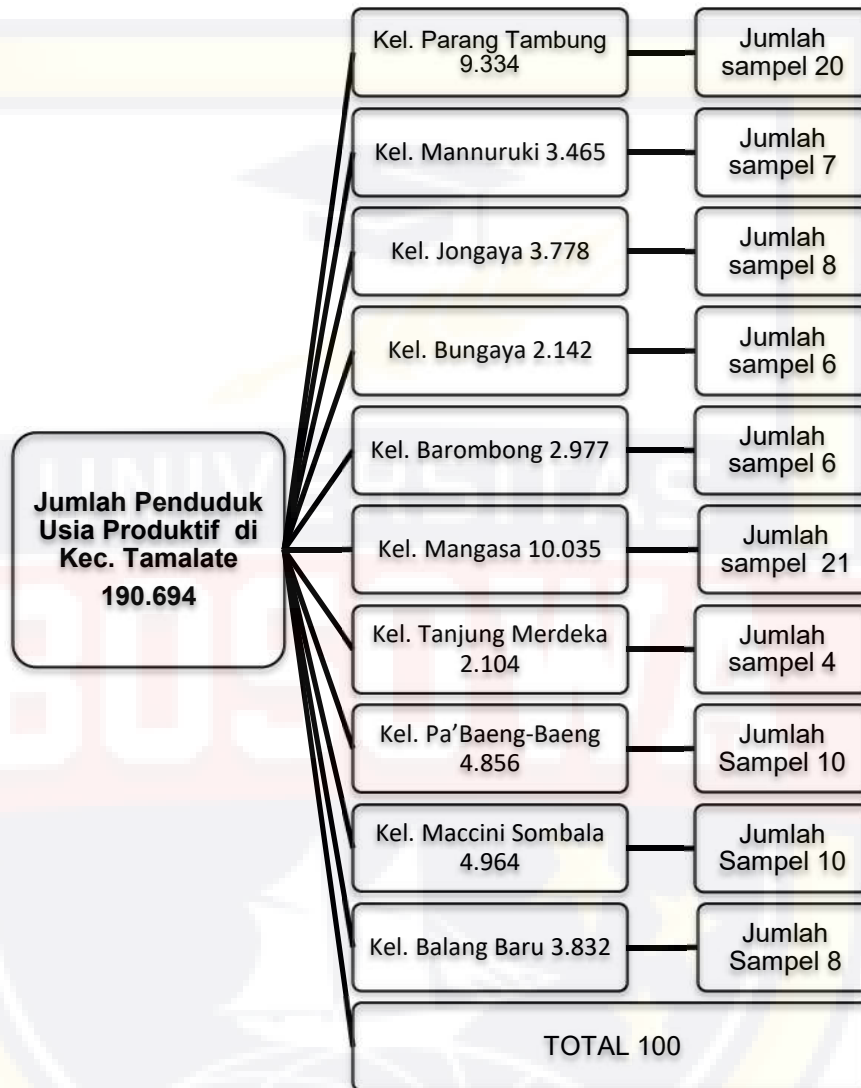 Kel. Parang Tambung
9.334
Jumlah
sampel 20
Kel. Mannuruki 3.465
Jumlah
sampel 7
Kel. Jongaya 3.778
Jumlah
sampel 8
Kel. Bungaya 2.142
Jumlah
sampel 6
Kel. Barombong 2.977
Jumlah
sampel 6
Jumlah Penduduk
Usia Produktif di
Kec. Tamalate
190.694
Kel. Mangasa 10.035
Jumlah
sampel 21
Kel. Tanjung Merdeka
2.104
Jumlah
sampel 4
Kel. Pa’Baeng-Baeng
4.856
Jumlah
Sampel 10
Kel. Maccini Sombala
4.964
Jumlah
Sampel 10
Kel. Balang Baru 3.832
Jumlah
Sampel 8
TOTAL 100
UNIVERSITAS
BOSOWA